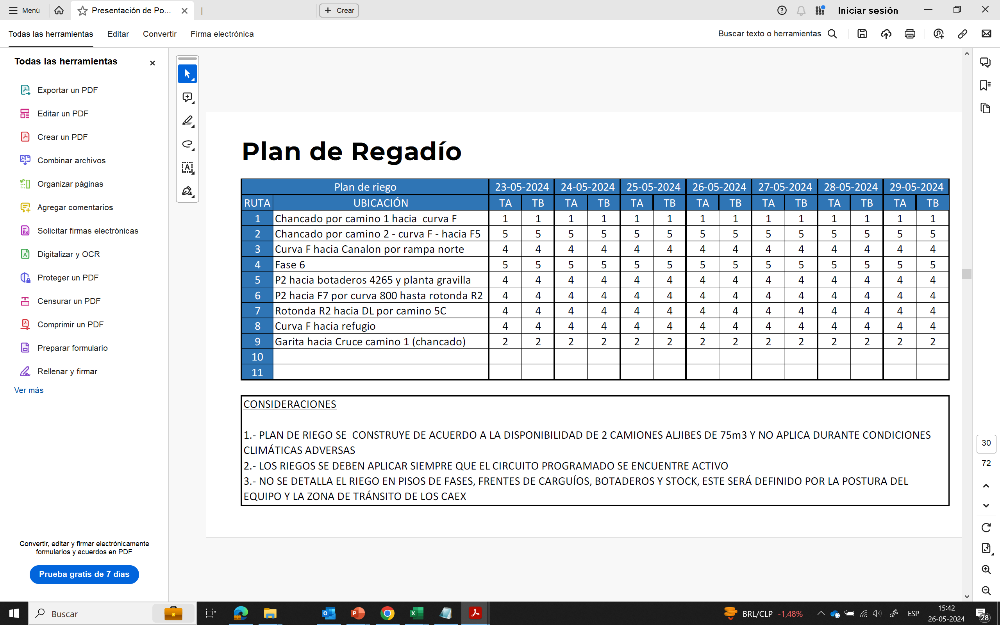 Menú
Presentación de Po...
Crear
Iniciar sesión
Todas las herramientas Editar Convertir Firma electrónica
Buscar texto o herramientas
Todas las herramientas
Exportar un PDF
Editar un PDF
Crear un PDF
Combinar archivos
Organizar páginas
Agregar comentarios
Solicitar firmas electrónicas
Digitalizar y OCR
Proteger un PDF
Censurar un PDF
Comprimir un PDF
Preparar formulario
Rellenar y firmar
Ver más
Convertir, editar y firmar electrónicamente
formularios y acuerdos en PDF
Prueba gratis de 7 días
Plan de Regadío
Plan de riego 23-05-2024 24-05-2024 25-05-2024 26-05-2024 27-05-2024 28-05-2024 29-05-2024
RUTA UBICACIÓN TA TB TA TB TA TB TA TB TA TB TA TB TA TB
1 Chancado por camino 1 hacia curva F 1 1 1 1 1 1 1 1 1 1 1 1 1 1
2 Chancado por camino 2 - curva F - hacia F5 5 5 5 5 5 5 5 5 5 5 5 5 5 5
3 Curva F hacia Canalon por rampa norte 4 4 4 4 4 4 4 4 4 4 4 4 4 4
4 Fase 6 5 5 5 5 5 5 5 5 5 5 5 5 5 5
5 P2 hacia botaderos 4265 y planta gravilla 4 4 4 4 4 4 4 4 4 4 4 4 4 4
6 P2 hacia F7 por curva 800 hasta rotonda R2 4 4 4 4 4 4 4 4 4 4 4 4 4 4
7 Rotonda R2 hacia DL por camino 5C 4 4 4 4 4 4 4 4 4 4 4 4 4 4
8 Curva F hacia refugio 4 4 4 4 4 4 4 4 4 4 4 4 4 4
9 Garita hacia Cruce camino 1 (chancado) 2 2 2 2 2 2 2 2 2 2 2 2 2 2
10
11
CONSIDERACIONES
1.- PLAN DE RIEGO SE CONSTRUYE DE ACUERDO A LA DISPONIBILIDAD DE 2 CAMIONES ALJIBES DE 75m3 Y NO APLICA DURANTE CONDICIONES
CLIMÁTICAS ADVERSAS
2.- LOS RIEGOS SE DEBEN APLICAR SIEMPRE QUE EL CIRCUITO PROGRAMADO SE ENCUENTRE ACTIVO
3.- NO SE DETALLA EL RIEGO EN PISOS DE FASES, FRENTES DE CARGUÍOS, BOTADEROS Y STOCK, ESTE SERÁ DEFINIDO POR LA POSTURA DEL
EQUIPO Y LA ZONA DE TRÁNSITO DE LOS CAEX
30
72
Buscar
BRL/CLP -1,48%
ESP
15:42
26-05-2024
28